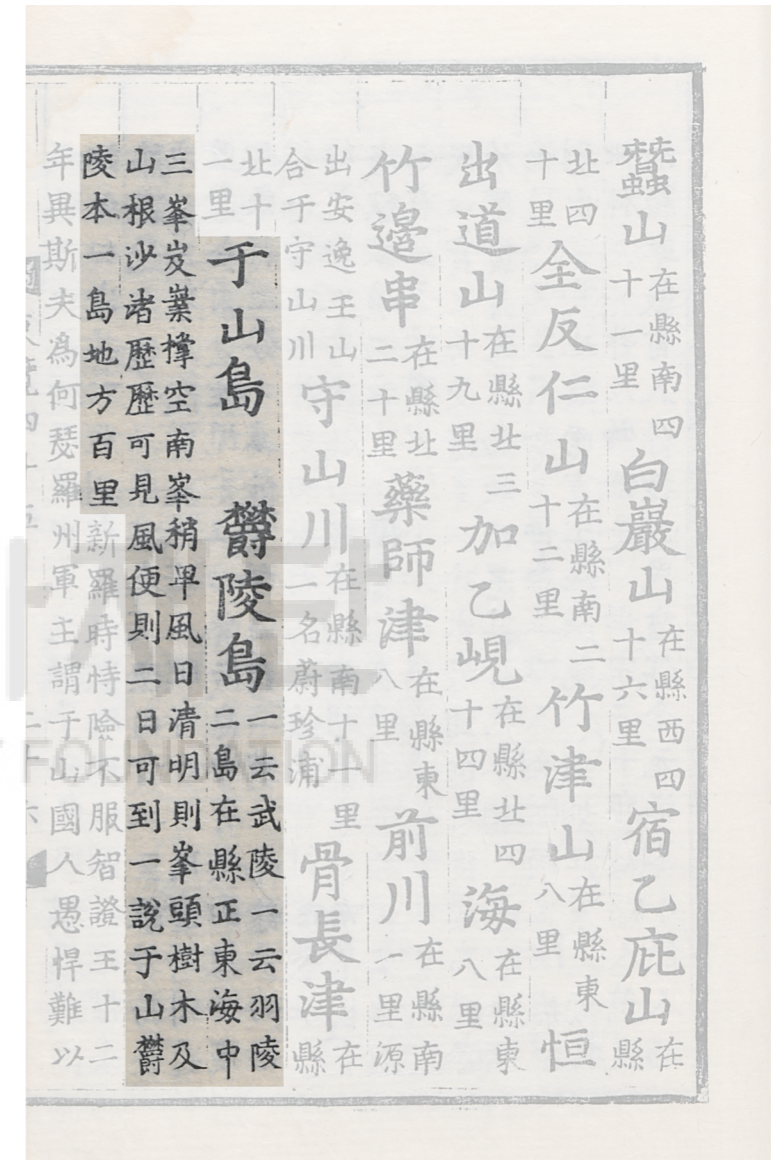 蠶山在縣南四十一里白巖山在縣西四十六里宿乙庇山在縣
北四十里全反仁山在縣南二十二里竹津山在縣東八里恒
出道山在縣北三十九里加乙峴在縣北四十四里海在縣東八里
竹邊串在縣北二十里藥師津在縣東八里前川在縣南一里源
出安逸王山合于守山川守山川在縣南十一里一名蔚珍浦骨長津在縣
北十一里于山島 鬱陵島一云武陵一云羽陵二島在縣正東海中
三峯岌嶪撑空南峯稍卑風日清明則峯頭樹木及
山根沙渚歷歷可見風便則二日可到一說于山鬱
陵本一島地方百里新羅時恃險不服智證王十二
年異斯夫爲何瑟羅州軍主謂于山國人愚悍難以
FOUNDATION